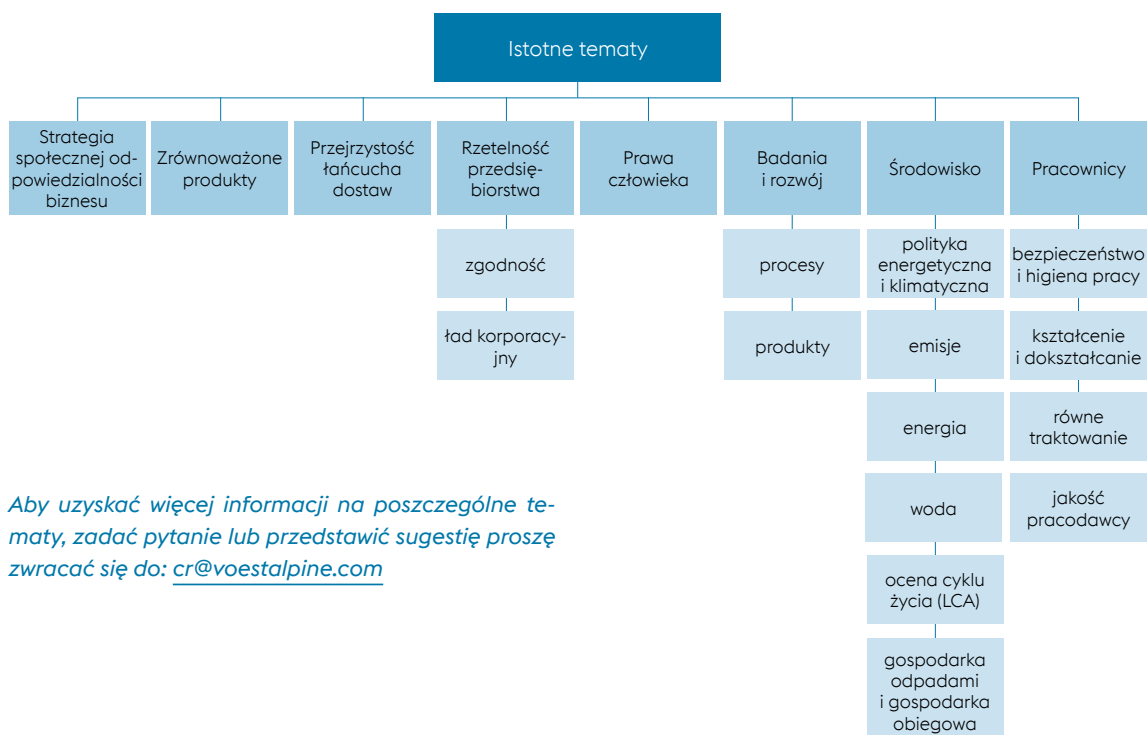 Istotne tematy
Strategia
społecznej od-
powiedzialności
biznesu
Zrównoważone
produkty
Przejrzystość
łańcucha
dostaw
Rzetelność
przedsię-
biorstwa
Prawa
człowieka
Badania
i rozwój
Środowisko
Pracownicy
zgodność
ład korporacy-
jny
procesy
produkty
polityka
energetyczna
i klimatyczna
emisje
energia
woda
ocena cyklu
życia (LCA)
gospodarka
odpadami
i gospodarka
obiegowa
bezpieczeństwo
i higiena pracy
kształcenie
i dokształcanie
równe
traktowanie
jakość
pracodawcy
Aby uzyskać więcej informacji na poszczególne te-
maty, zadać pytanie lub przedstawić sugestię proszę
zwracać się do: cr@voestalpine.com